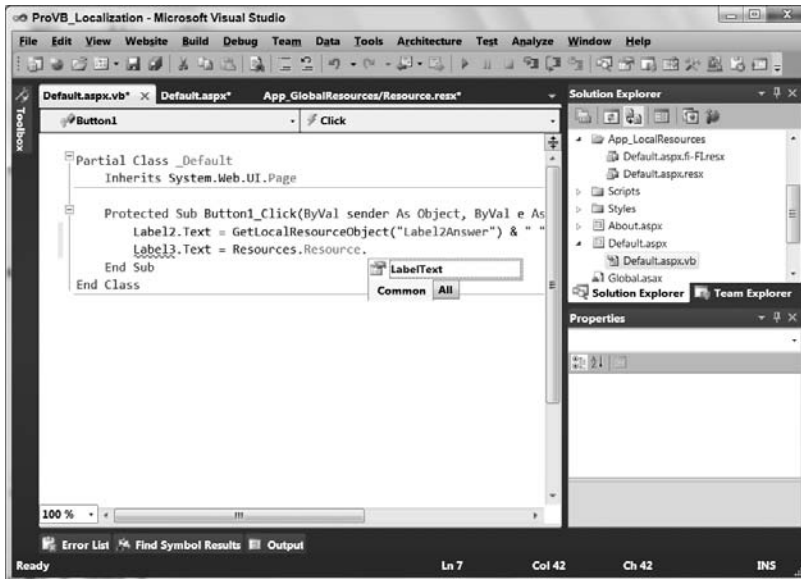 ProVB_Localization - Microsoft Visual Studio
File Edit View Website Build Debug Team Data Tools Architecture Test Analyze Window Help
Toolbox
Default.aspx.vb* × Default.aspx* App_GlobalResources/Resource.resx*
Button1 Click
Partial Class _Default
Inherits System.Web.UI.Page
Protected Sub Button1_Click(ByVal sender As Object, ByVal e As
Label2.Text = GetLocalResourceObject("Label2Answer") & " "
Label3.Text = Resources.Resource.
End Sub
End Class
LabelText
Common All
100 %
Solution Explorer
App_LocalResources
Default.aspx.fi-FI.resx
Default.aspx.resx
Scripts
Styles
About.aspx
Default.aspx
Default.aspx.vb
Global.asax
Solution Explorer Team Explorer
Properties
Error List Find Symbol Results Output
Ready Ln 7 Col 42 Ch 42 INS